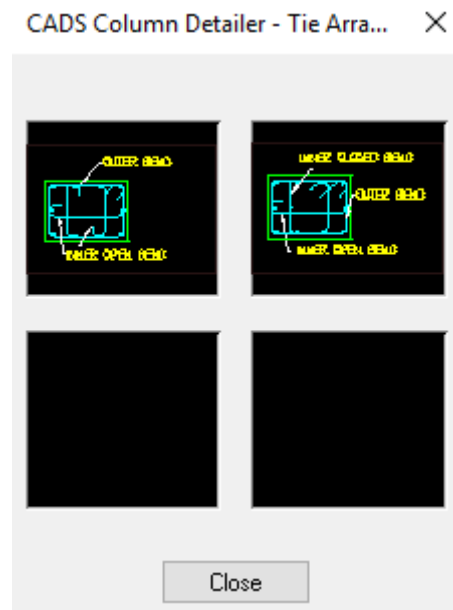 CADS Column Detailer - Tie Arra...
OUTER BEND
INNER OPEN BEND
INNER CLOSED BEND
OUTER BEND
INNER OPEN BEND
Close